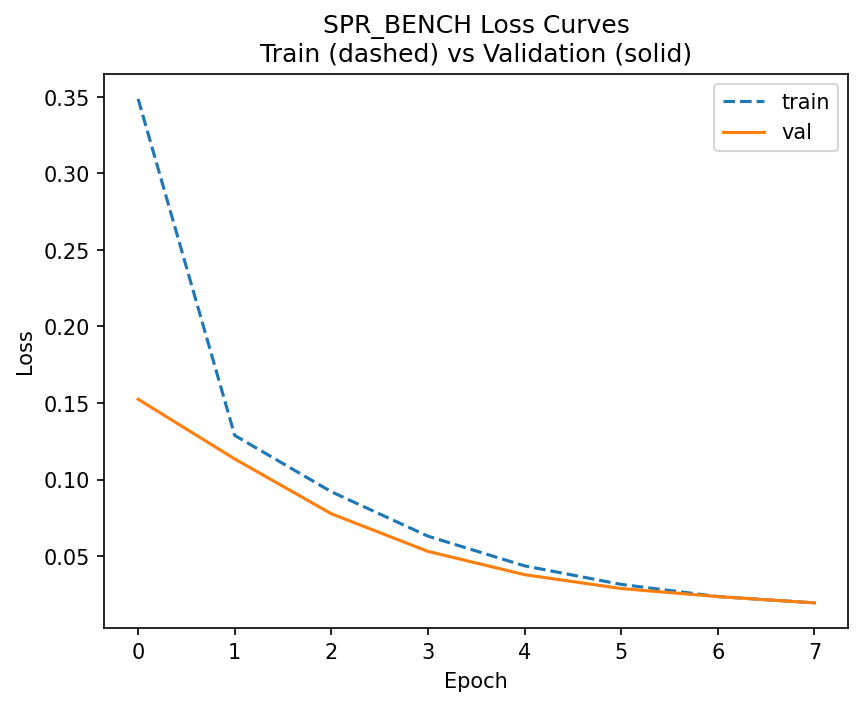 SPR_BENCH Loss Curves
Train (dashed) vs Validation (solid)
train
val
0.35
0.30
0.25
0.20
0.15
0.10
0.05
Loss
0 1 2 3 4 5 6 7
Epoch